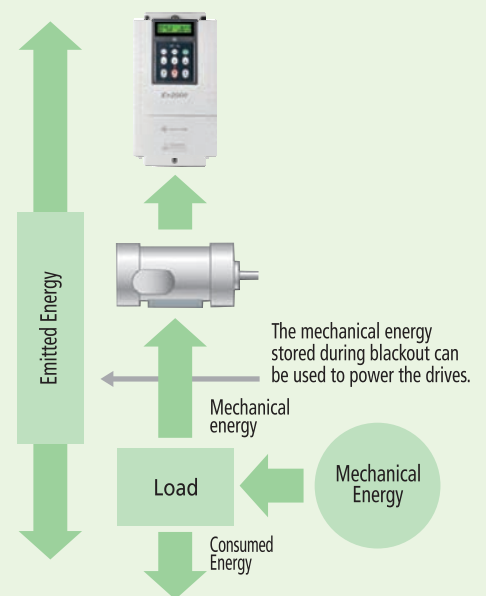 Emitted Energy
The mechanical energy
stored during blackout can
be used to power the drives.
Mechanical
energy
Load
Mechanical
Energy
Consumed
Energy